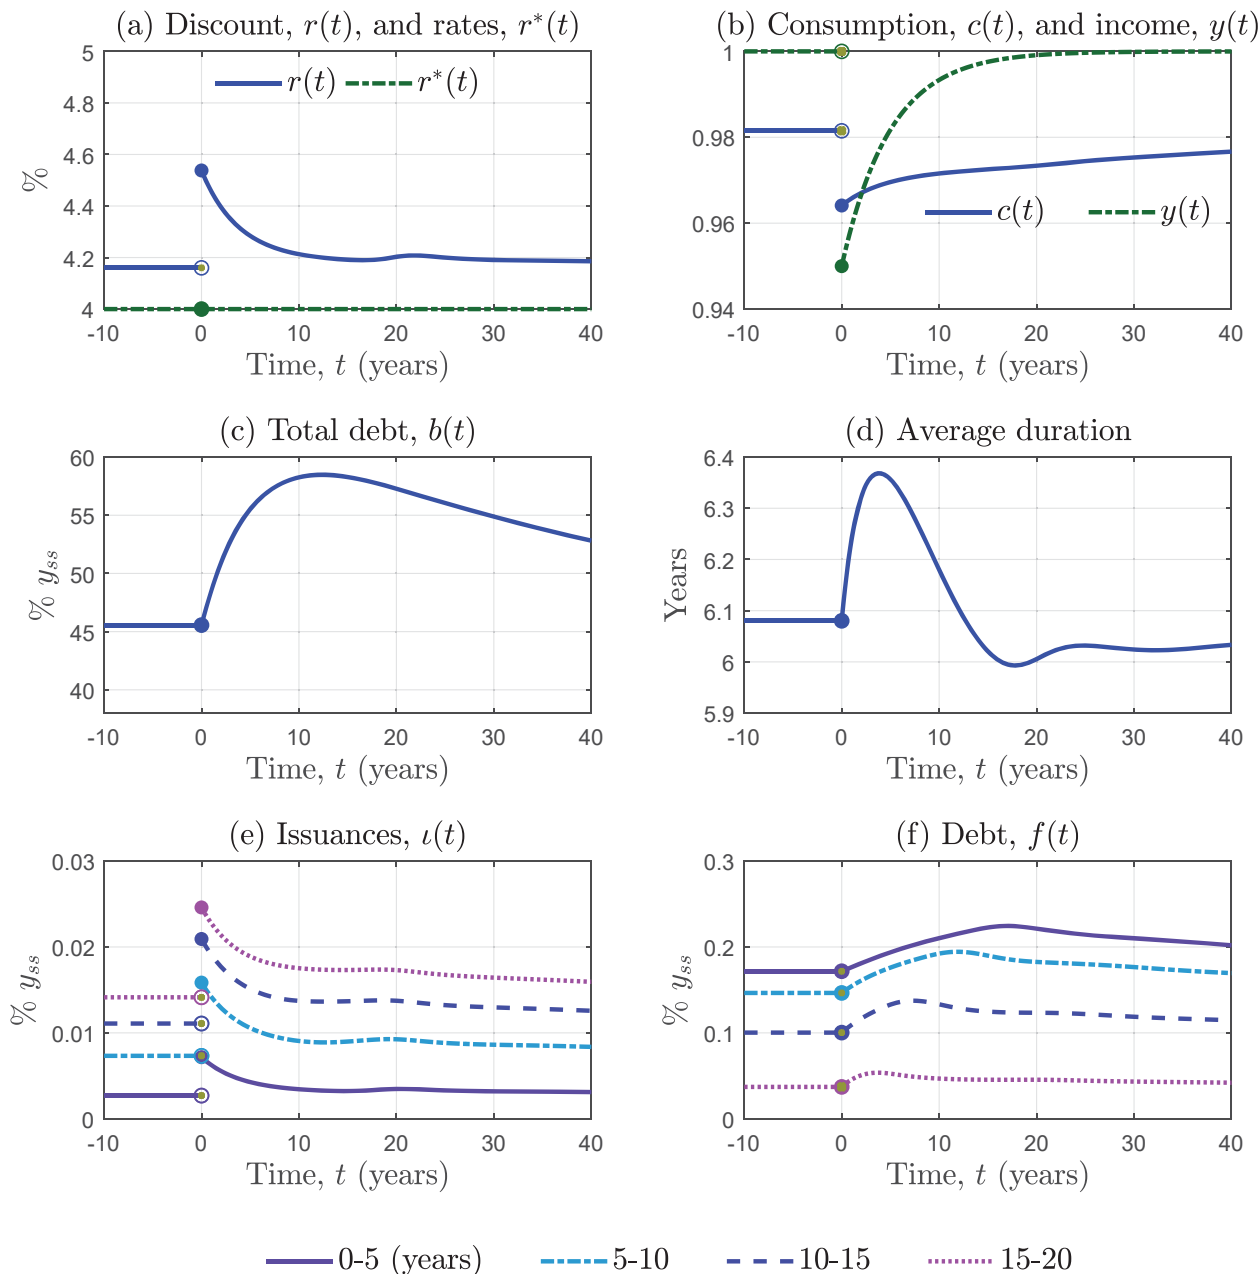 (a) Discount, r(t), and rates, r*(t)
5
4.8
4.6
4.4
4.2
4
%
r(t)
r*(t)
-10 0 10 20 30 40
Time, t (years)
(b) Consumption, c(t), and income, y(t)
1
0.98
0.96
0.94
c(t)
y(t)
-10 0 10 20 30 40
Time, t (years)
(c) Total debt, b(t)
60
55
50
45
40
% yss
-10 0 10 20 30 40
Time, t (years)
(d) Average duration
6.4
6.3
6.2
6.1
6
5.9
Years
-10 0 10 20 30 40
Time, t (years)
(e) Issuances, ι(t)
0.03
0.02
0.01
0
% yss
-10 0 10 20 30 40
Time, t (years)
(f) Debt, f(t)
0.3
0.2
0.1
0
% yss
-10 0 10 20 30 40
Time, t (years)
0-5 (years) 5-10 10-15 15-20